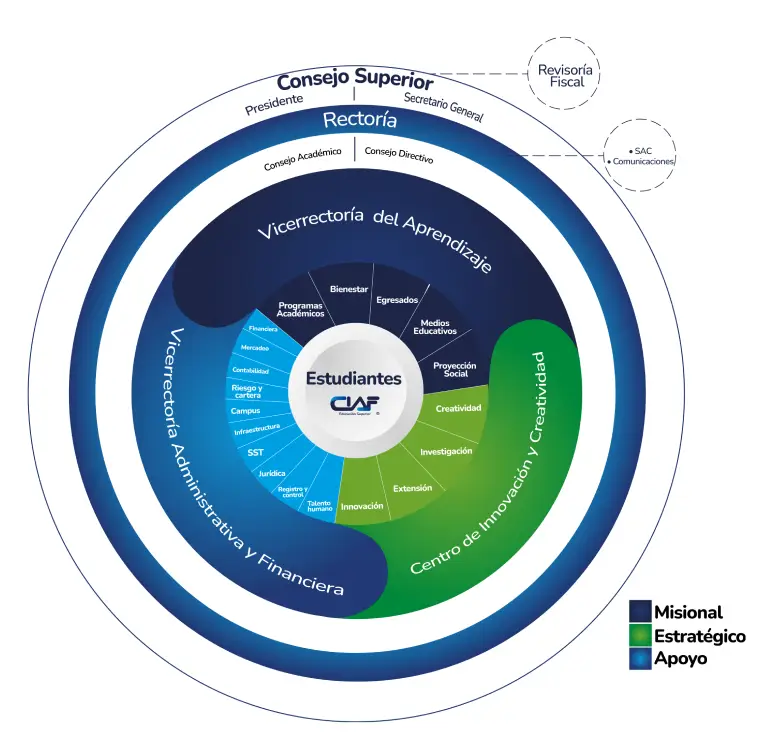 Consejo Superior
Presidente
Secretario General
Revisoría
Fiscal
Rectoría
Consejo Académico
Consejo Directivo
• SAC
• Comunicaciones
Vicerrectoría del Aprendizaje
Programas
Académicos
Bienestar
Egresados
Medios
Educativos
Proyección
Social
Centro de Innovación y Creatividad
Creatividad
Investigación
Extensión
Innovación
Vicerrectoría Administrativa y Financiera
Financiera
Mercadeo
Contabilidad
Riesgo y
cartera
Campus
Infraestructura
SST
Jurídica
Registro y
control
Talento
humano
Estudiantes
CIAF
Educación Superior
®
Misional
Estratégico
Apoyo